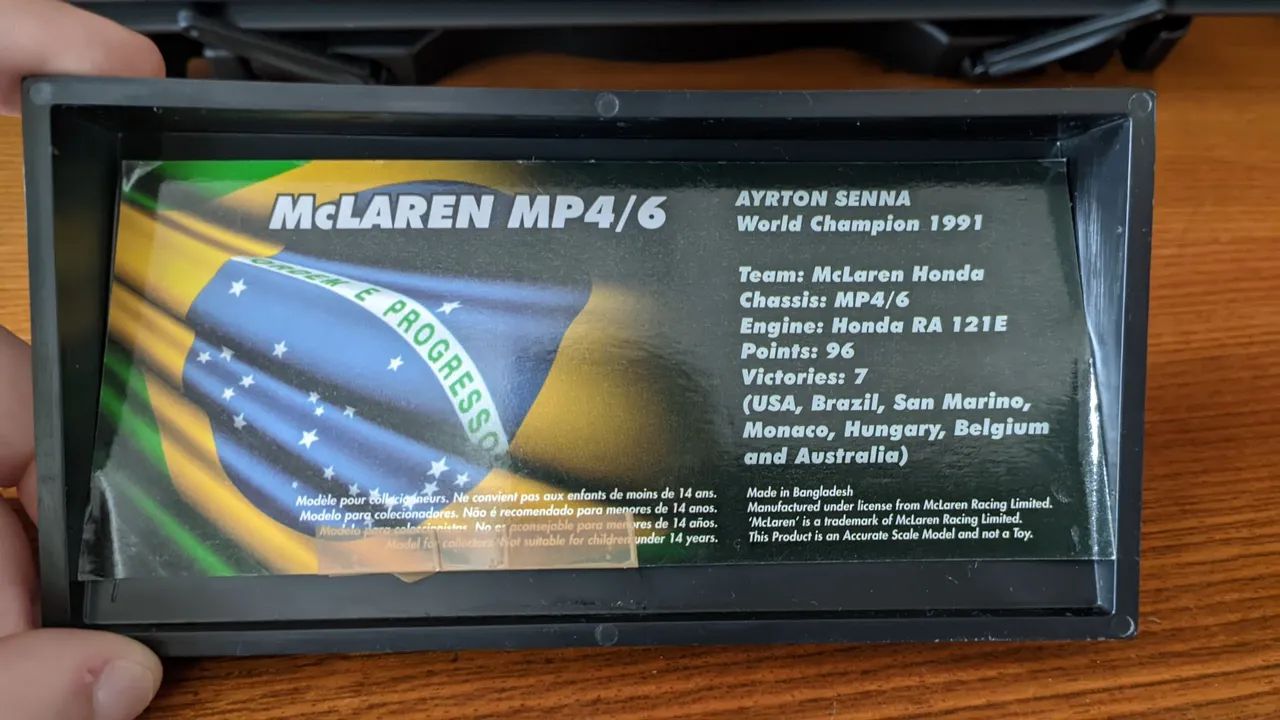 McLAREN MP4/6
ORDEM E PROGRESSO
AYRTON SENNA
World Champion 1991
Team: McLaren Honda
Chassis: MP4/6
Engine: Honda RA 121E
Points: 96
Victories: 7
(USA, Brazil, San Marino,
Monaco, Hungary, Belgium
and Australia)
Modèle pour collectionneurs. Ne convient pas aux enfants de moins de 14 ans.
Modelo para colecionadores. Não é recomendado para menores de 14 anos.
Modelo para coleccionistas. No es aconsejable para menores de 14 años.
Model for collectors. Not suitable for children under 14 years.
Made in Bangladesh
Manufactured under license from McLaren Racing Limited.
‘McLaren’ is a trademark of McLaren Racing Limited.
This Product is an Accurate Scale Model and not a Toy.